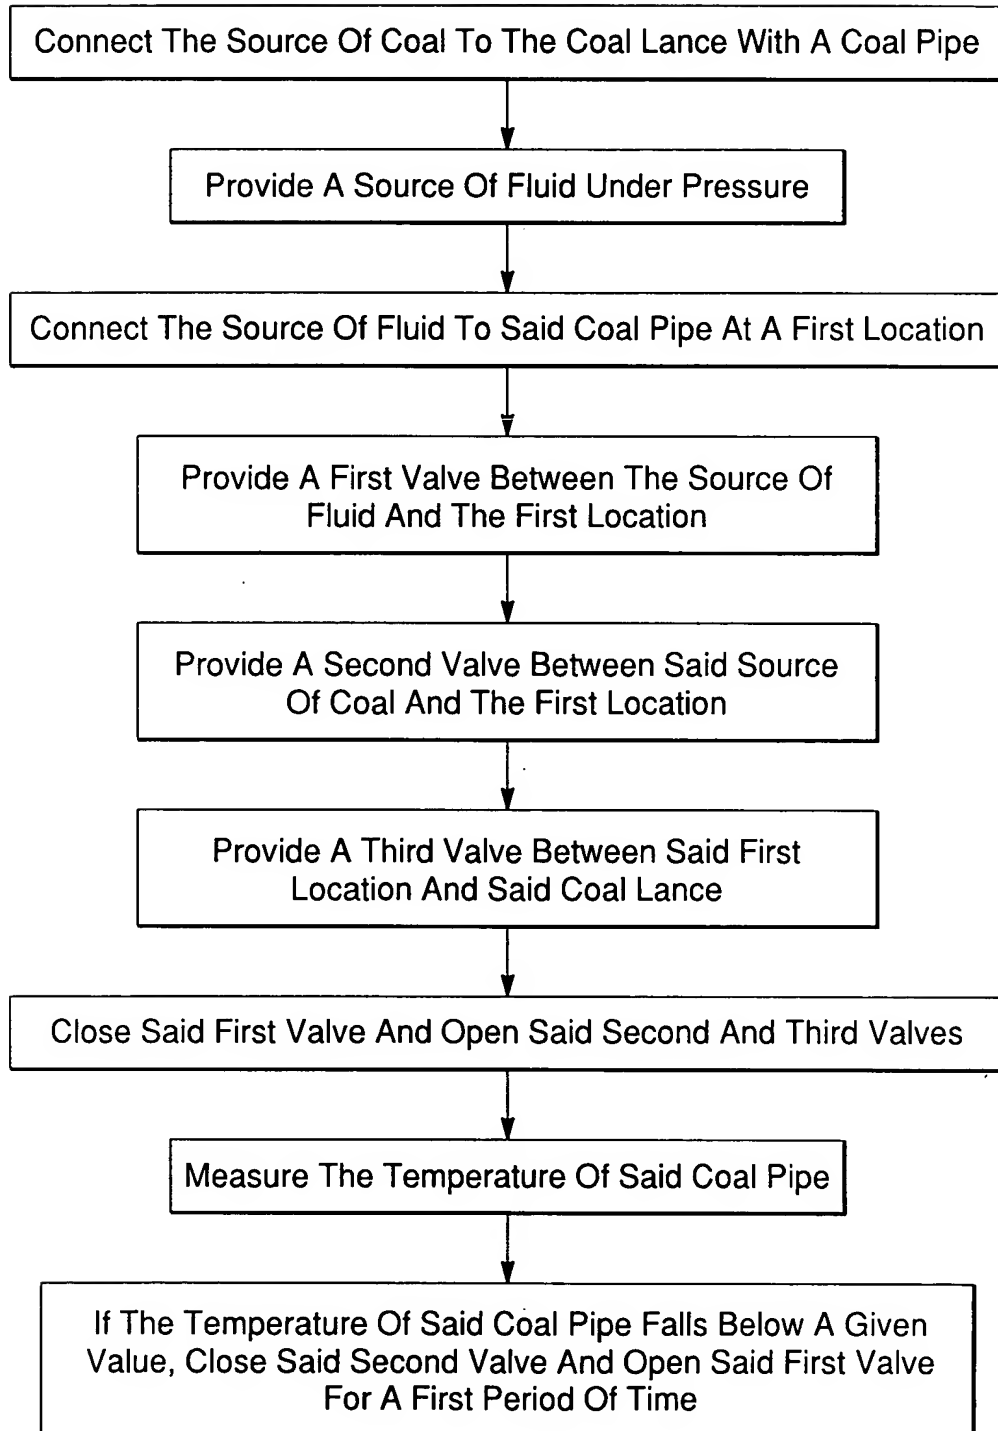 Connect The Source Of Coal To The Coal Lance With A Coal Pipe
Provide A Source Of Fluid Under Pressure
Connect The Source Of Fluid To Said Coal Pipe At A First Location
Provide A First Valve Between The Source Of
Fluid And The First Location
Provide A Second Valve Between Said Source
Of Coal And The First Location
Provide A Third Valve Between Said First
Location And Said Coal Lance
Close Said First Valve And Open Said Second And Third Valves
Measure The Temperature Of Said Coal Pipe
If The Temperature Of Said Coal Pipe Falls Below A Given
Value, Close Said Second Valve And Open Said First Valve
For A First Period Of Time